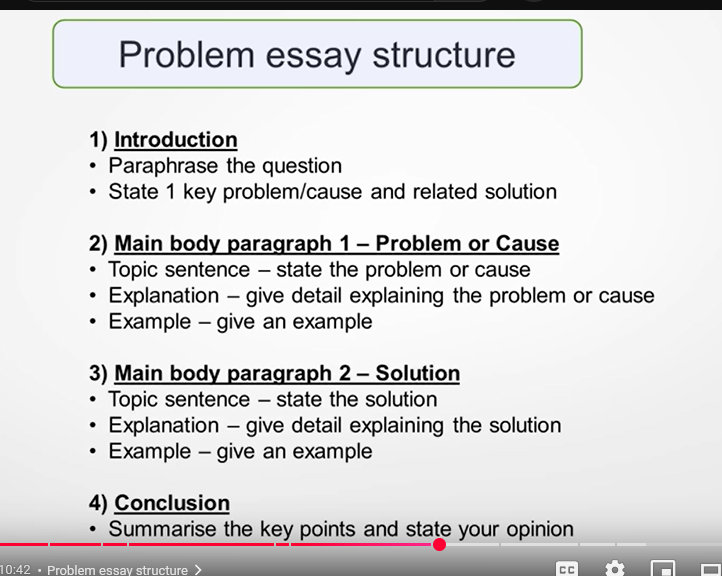 Problem essay structure
1) Introduction
• Paraphrase the question
• State 1 key problem/cause and related solution
2) Main body paragraph 1 – Problem or Cause
• Topic sentence – state the problem or cause
• Explanation – give detail explaining the problem or cause
• Example – give an example
3) Main body paragraph 2 – Solution
• Topic sentence – state the solution
• Explanation – give detail explaining the solution
• Example – give an example
4) Conclusion
• Summarise the key points and state your opinion
10:42 • Problem essay structure >
CC